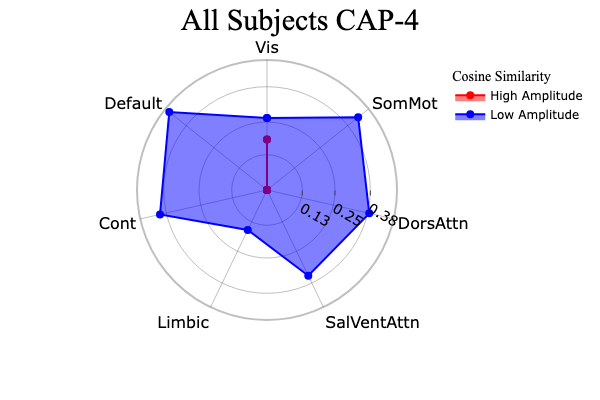 All Subjects CAP-4
Vis
Cosine Similarity
High Amplitude
Low Amplitude
Default
SomMot
Cont
0.13
0.25
0.38
DorsAttn
Limbic
SalVentAttn